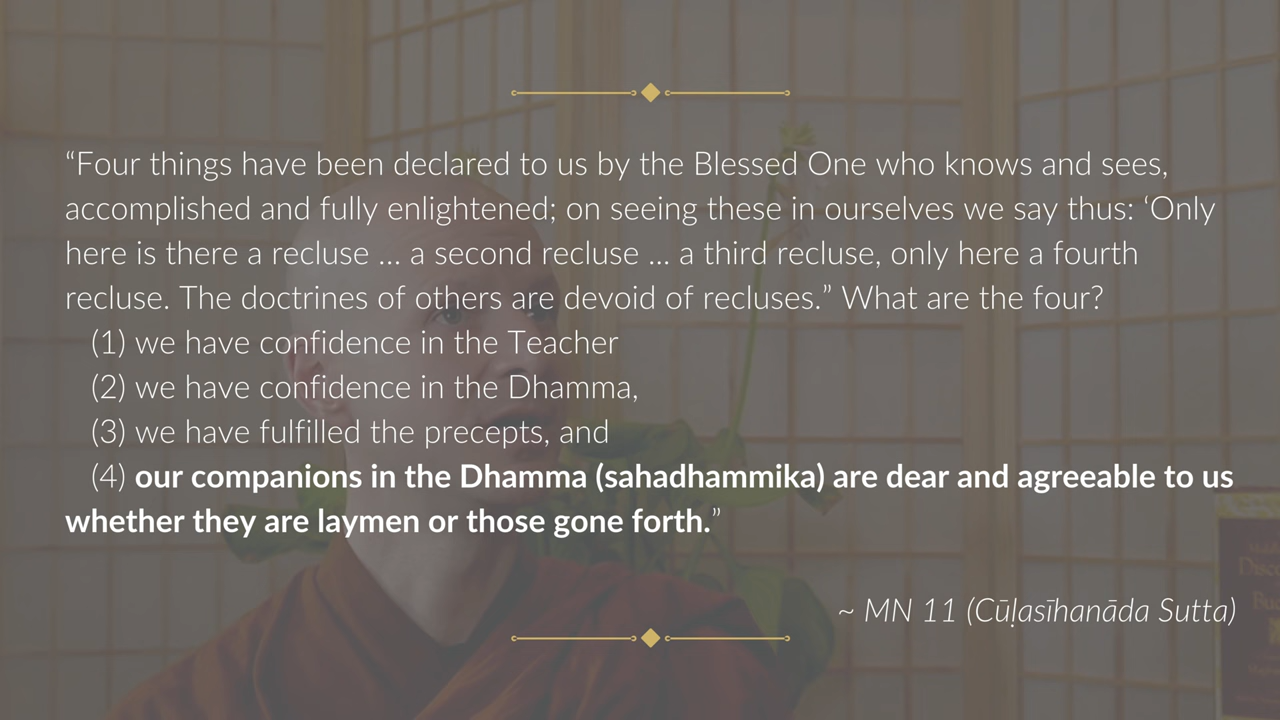 “Four things have been declared to us by the Blessed One who knows and sees,
accomplished and fully enlightened; on seeing these in ourselves we say thus: ‘Only
here is there a recluse ... a second recluse ... a third recluse, only here a fourth
recluse. The doctrines of others are devoid of recluses.” What are the four?
(1) we have confidence in the Teacher
(2) we have confidence in the Dhamma,
(3) we have fulfilled the precepts, and
(4) our companions in the Dhamma (sahadhammika) are dear and agreeable to us
whether they are laymen or those gone forth.”
~ MN 11 (Cūḷasīhanāda Sutta)